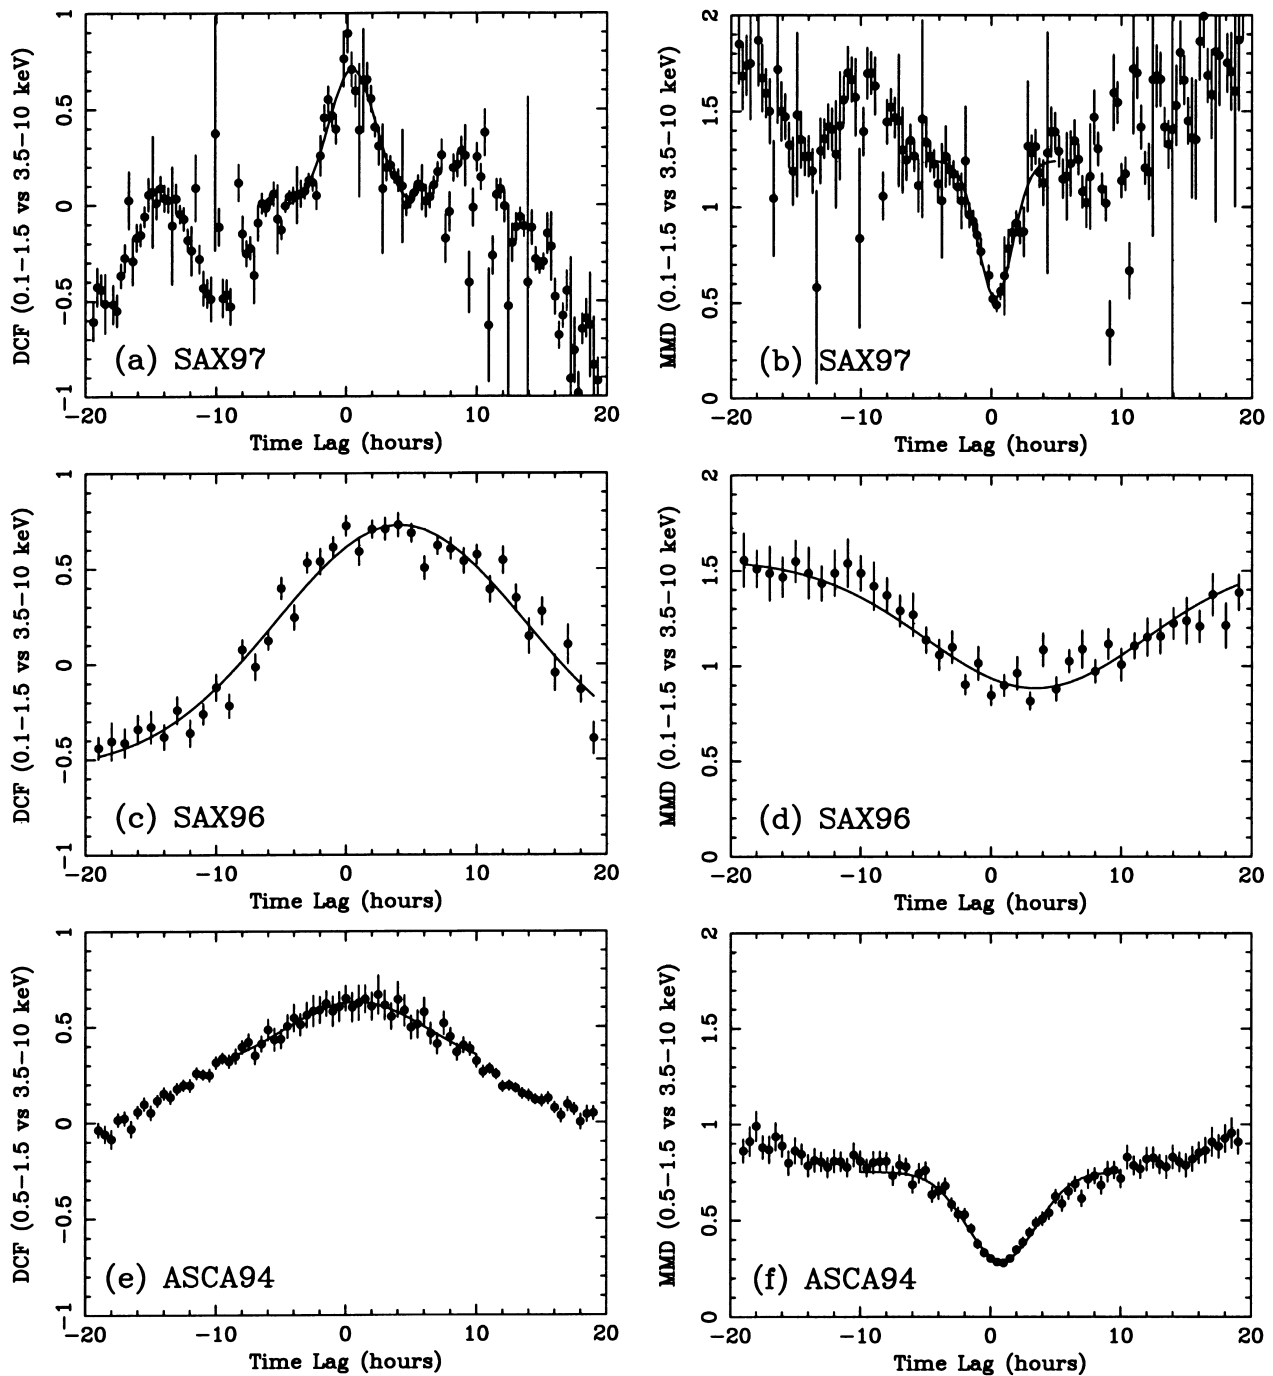 DCF (0.1−1.5 vs 3.5−10 keV)
1
0.5
0
−0.5
−1
(a) SAX97
−20 −10 0 10 20
Time Lag (hours)
MMD (0.1−1.5 vs 3.5−10 keV)
2
1.5
1
0.5
0
(b) SAX97
−20 −10 0 10 20
Time Lag (hours)
DCF (0.1−1.5 vs 3.5−10 keV)
1
0.5
0
−0.5
−1
(c) SAX96
−20 −10 0 10 20
Time Lag (hours)
MMD (0.1−1.5 vs 3.5−10 keV)
2
1.5
1
0.5
0
(d) SAX96
−20 −10 0 10 20
Time Lag (hours)
DCF (0.5−1.5 vs 3.5−10 keV)
1
0.5
0
−0.5
−1
(e) ASCA94
−20 −10 0 10 20
Time Lag (hours)
MMD (0.5−1.5 vs 3.5−10 keV)
2
1.5
1
0.5
0
(f) ASCA94
−20 −10 0 10 20
Time Lag (hours)